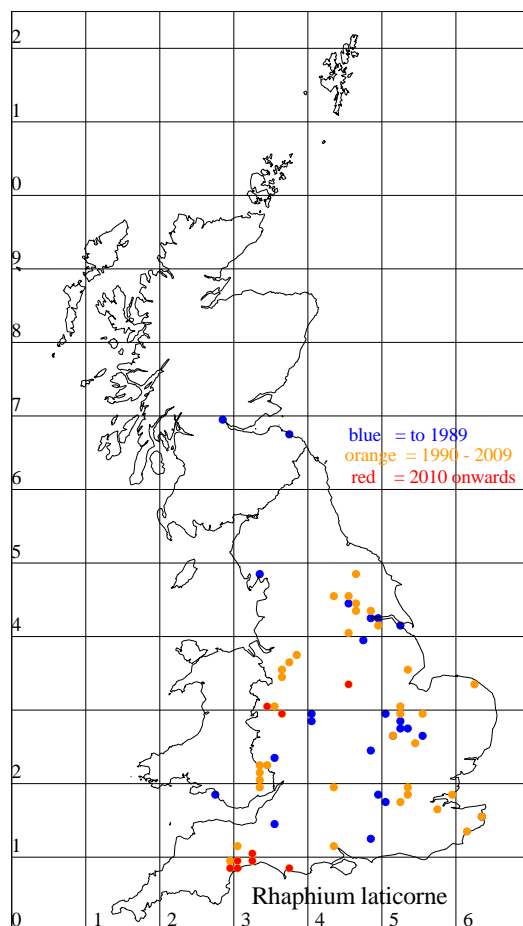 2
1
0
9
8
7
blue = to 1989
orange = 1990 - 2009
red = 2010 onwards
6
5
4
3
2
1
Rhaphium laticorne
0 1 2 3 4 5 6